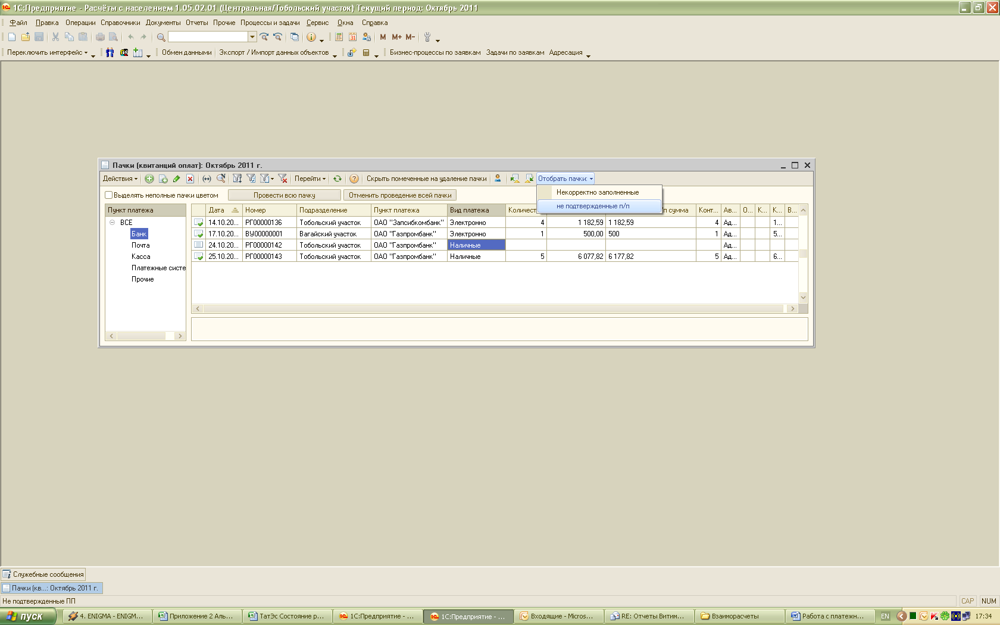 1С:Предприятие - Расчёты с населением 1.05.02.01 (Центральная/Тобольский участок) Текущий период: Октябрь 2011
Файл Правка Операции Справочники Документы Отчеты Прочие Процессы и задачи Сервис Окна Справка
31 M M+ M-
Переключить интерфейс Обмен данными Экспорт / Импорт данных объектов Бизнес-процессы по заявкам Задачи по заявкам Адресация
Пачки (квитанций оплат): Октябрь 2011 г.
Действия Перейти Скрыть помеченные на удаление пачки Отобрать пачки:
Некорректно заполненные
не подтвержденные п/п
Выделять неполные пачки цветом Провести всю пачку Отменить проведение всей пачки
Пункт платежа
ВСЕ
Банк
Почта
Касса
Платежные систе
Прочие
Дата Номер Подразделение Пункт платежа Вид платежа Количест п сумма Конт... Ав... О... К... К... В...
14.10.20... РГ00000136 Тобольский участок ОАО "Запсибкомбанк" Электронно 4 1 182,59 1 182,59 4 Ад... 1...
17.10.20... ВУ00000001 Вагайский участок ОАО "Газпромбанк" Электронно 1 500,00 500 1 Ад... 5...
24.10.20... РГ00000142 Тобольский участок ОАО "Газпромбанк" Наличные Ад...
25.10.20... РГ00000143 Тобольский участок ОАО "Газпромбанк" Наличные 5 6 077,82 6 177,82 5 Ад... 6...
Служебные сообщения
Пачки (кв...: Октябрь 2011 г.
Не подтвержденные ПП CAP NUM
пуск 4. ENIGMA - ENIGM... Приложение 2 Аль... ТатЭс Состояние р... 1С:Предприятие - ... 1С:Предприятие - ... Входящие - Micros... RE: Отчеты Витим... Взаиморасчеты Работа с платежн... EN 17:34